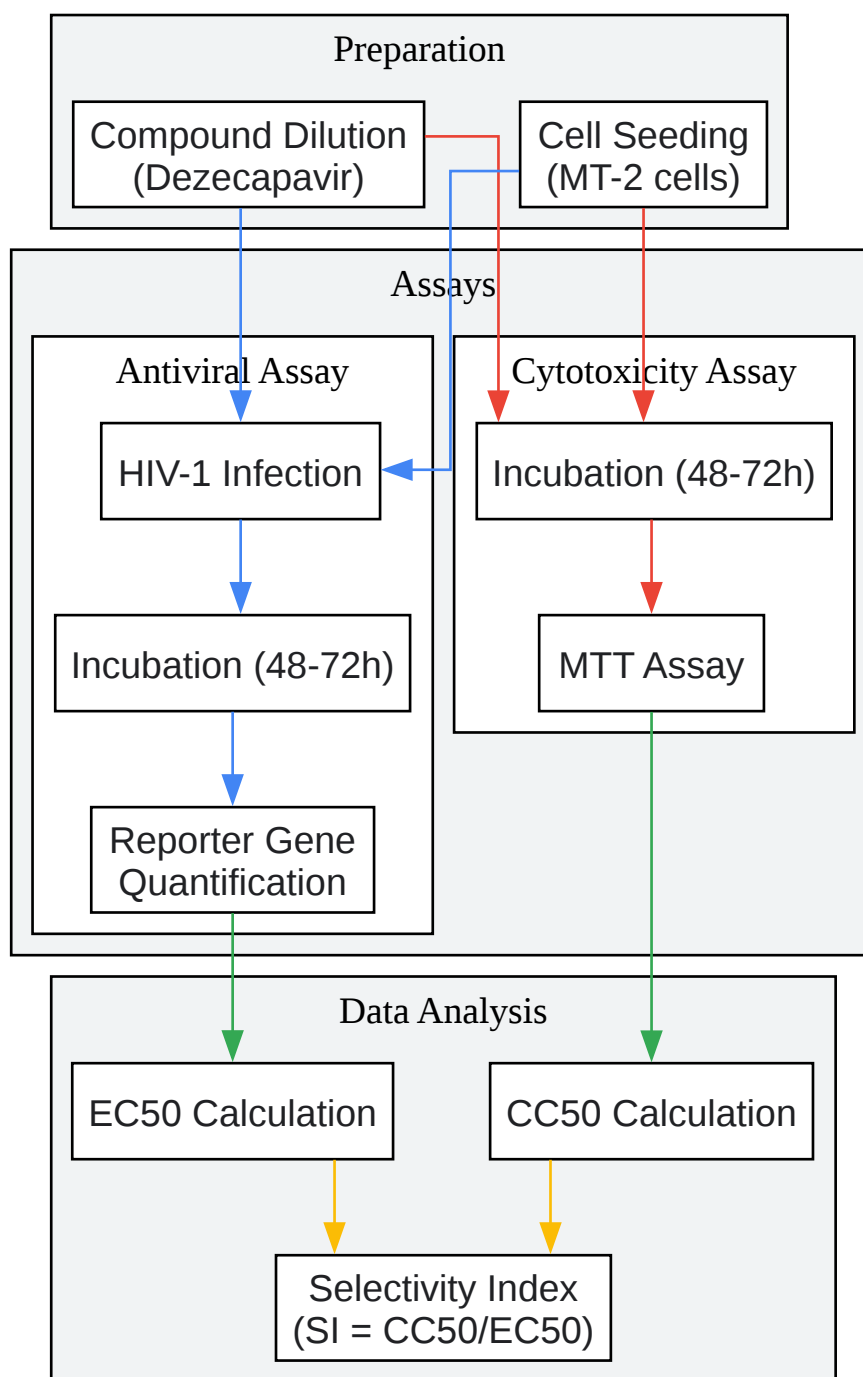 Preparation
Compound Dilution
(Dezecapavir)
Cell Seeding
(MT-2 cells)
Assays
Antiviral Assay
Cytotoxicity Assay
HIV-1 Infection
Incubation (48-72h)
Incubation (48-72h)
MTT Assay
Reporter Gene
Quantification
Data Analysis
EC50 Calculation
CC50 Calculation
Selectivity Index
(SI = CC50/EC50)